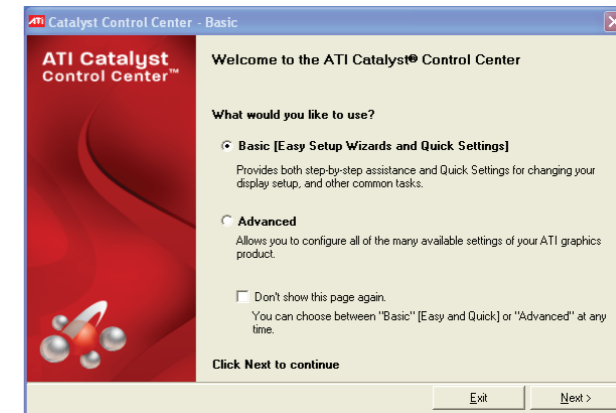 ATI Catalyst Control Center - Basic
ATI Catalyst
Control Center™
Welcome to the ATI Catalyst® Control Center
What would you like to use?
Basic [Easy Setup Wizards and Quick Settings]
Provides both step-by-step assistance and Quick Settings for changing your
display setup, and other common tasks.
Advanced
Allows you to configure all of the many available settings of your ATI graphics
product.
Don't show this page again.
You can choose between "Basic" [Easy and Quick] or "Advanced" at any
time.
Click Next to continue
Exit
Next >